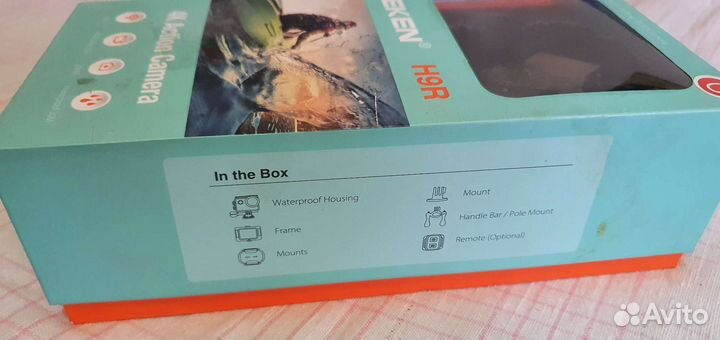 EKEN®
H9R
4K Action Camera
In the Box
Waterproof Housing
Frame
Mounts
Mount
Handle Bar / Pole Mount
Remote (Optional)
Avito